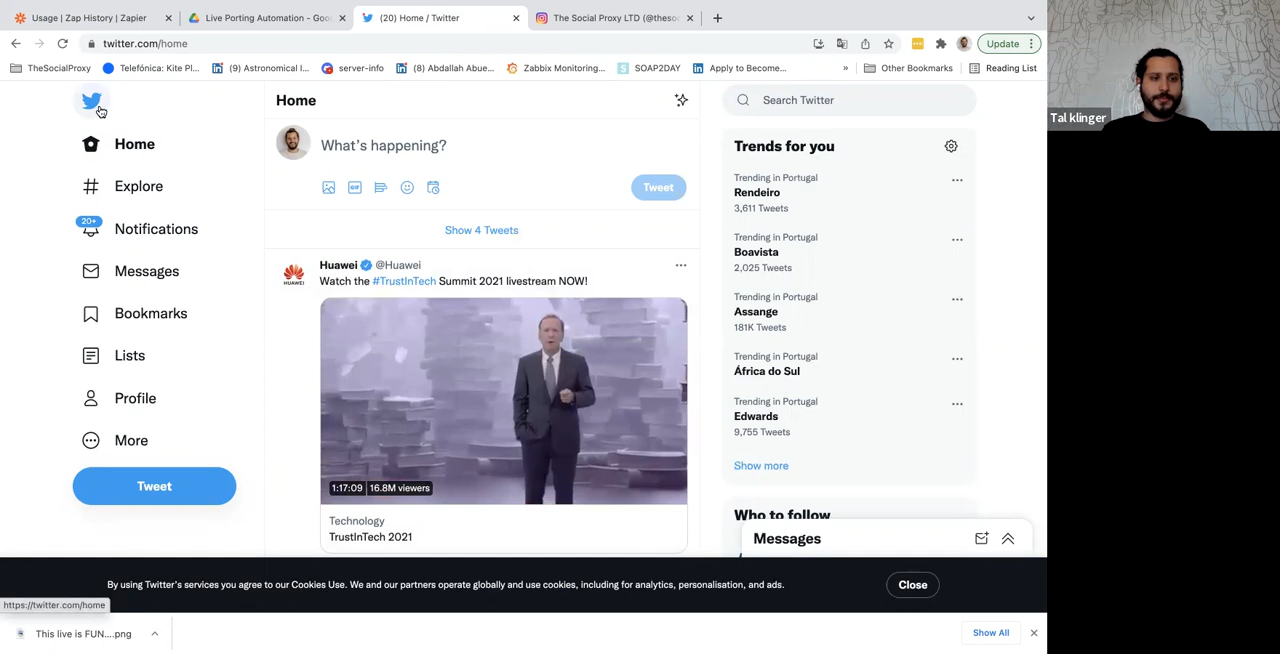 Usage | Zap History | Zapier
Live Porting Automation - Goo
(20) Home / Twitter
The Social Proxy LTD (@thesoc
twitter.com/home
Update
TheSocialProxy
Telefónica: Kite Pl...
(9) Astronomical I...
server-info
(8) Abdallah Abue...
Zabbix Monitoring...
SOAP2DAY
Apply to Become...
»
Other Bookmarks
Reading List
Home
Explore
20+
Notifications
Messages
Bookmarks
Lists
Profile
More
Tweet
Home
What's happening?
GIF
Tweet
Show 4 Tweets
Huawei @Huawei
Watch the #TrustInTech Summit 2021 livestream NOW!
HUAWEI
1:17:09 | 16.8M viewers
Technology
TrustInTech 2021
Search Twitter
Trends for you
Trending in Portugal
Rendeiro
3,611 Tweets
Trending in Portugal
Boavista
2,025 Tweets
Trending in Portugal
Assange
181K Tweets
Trending in Portugal
África do Sul
Trending in Portugal
Edwards
9,755 Tweets
Show more
Who to follow
Messages
By using Twitter's services you agree to our Cookies Use. We and our partners operate globally and use cookies, including for analytics, personalisation, and ads.
Close
https://twitter.com/home
This live is FUN....png
Show All
Tal klinger